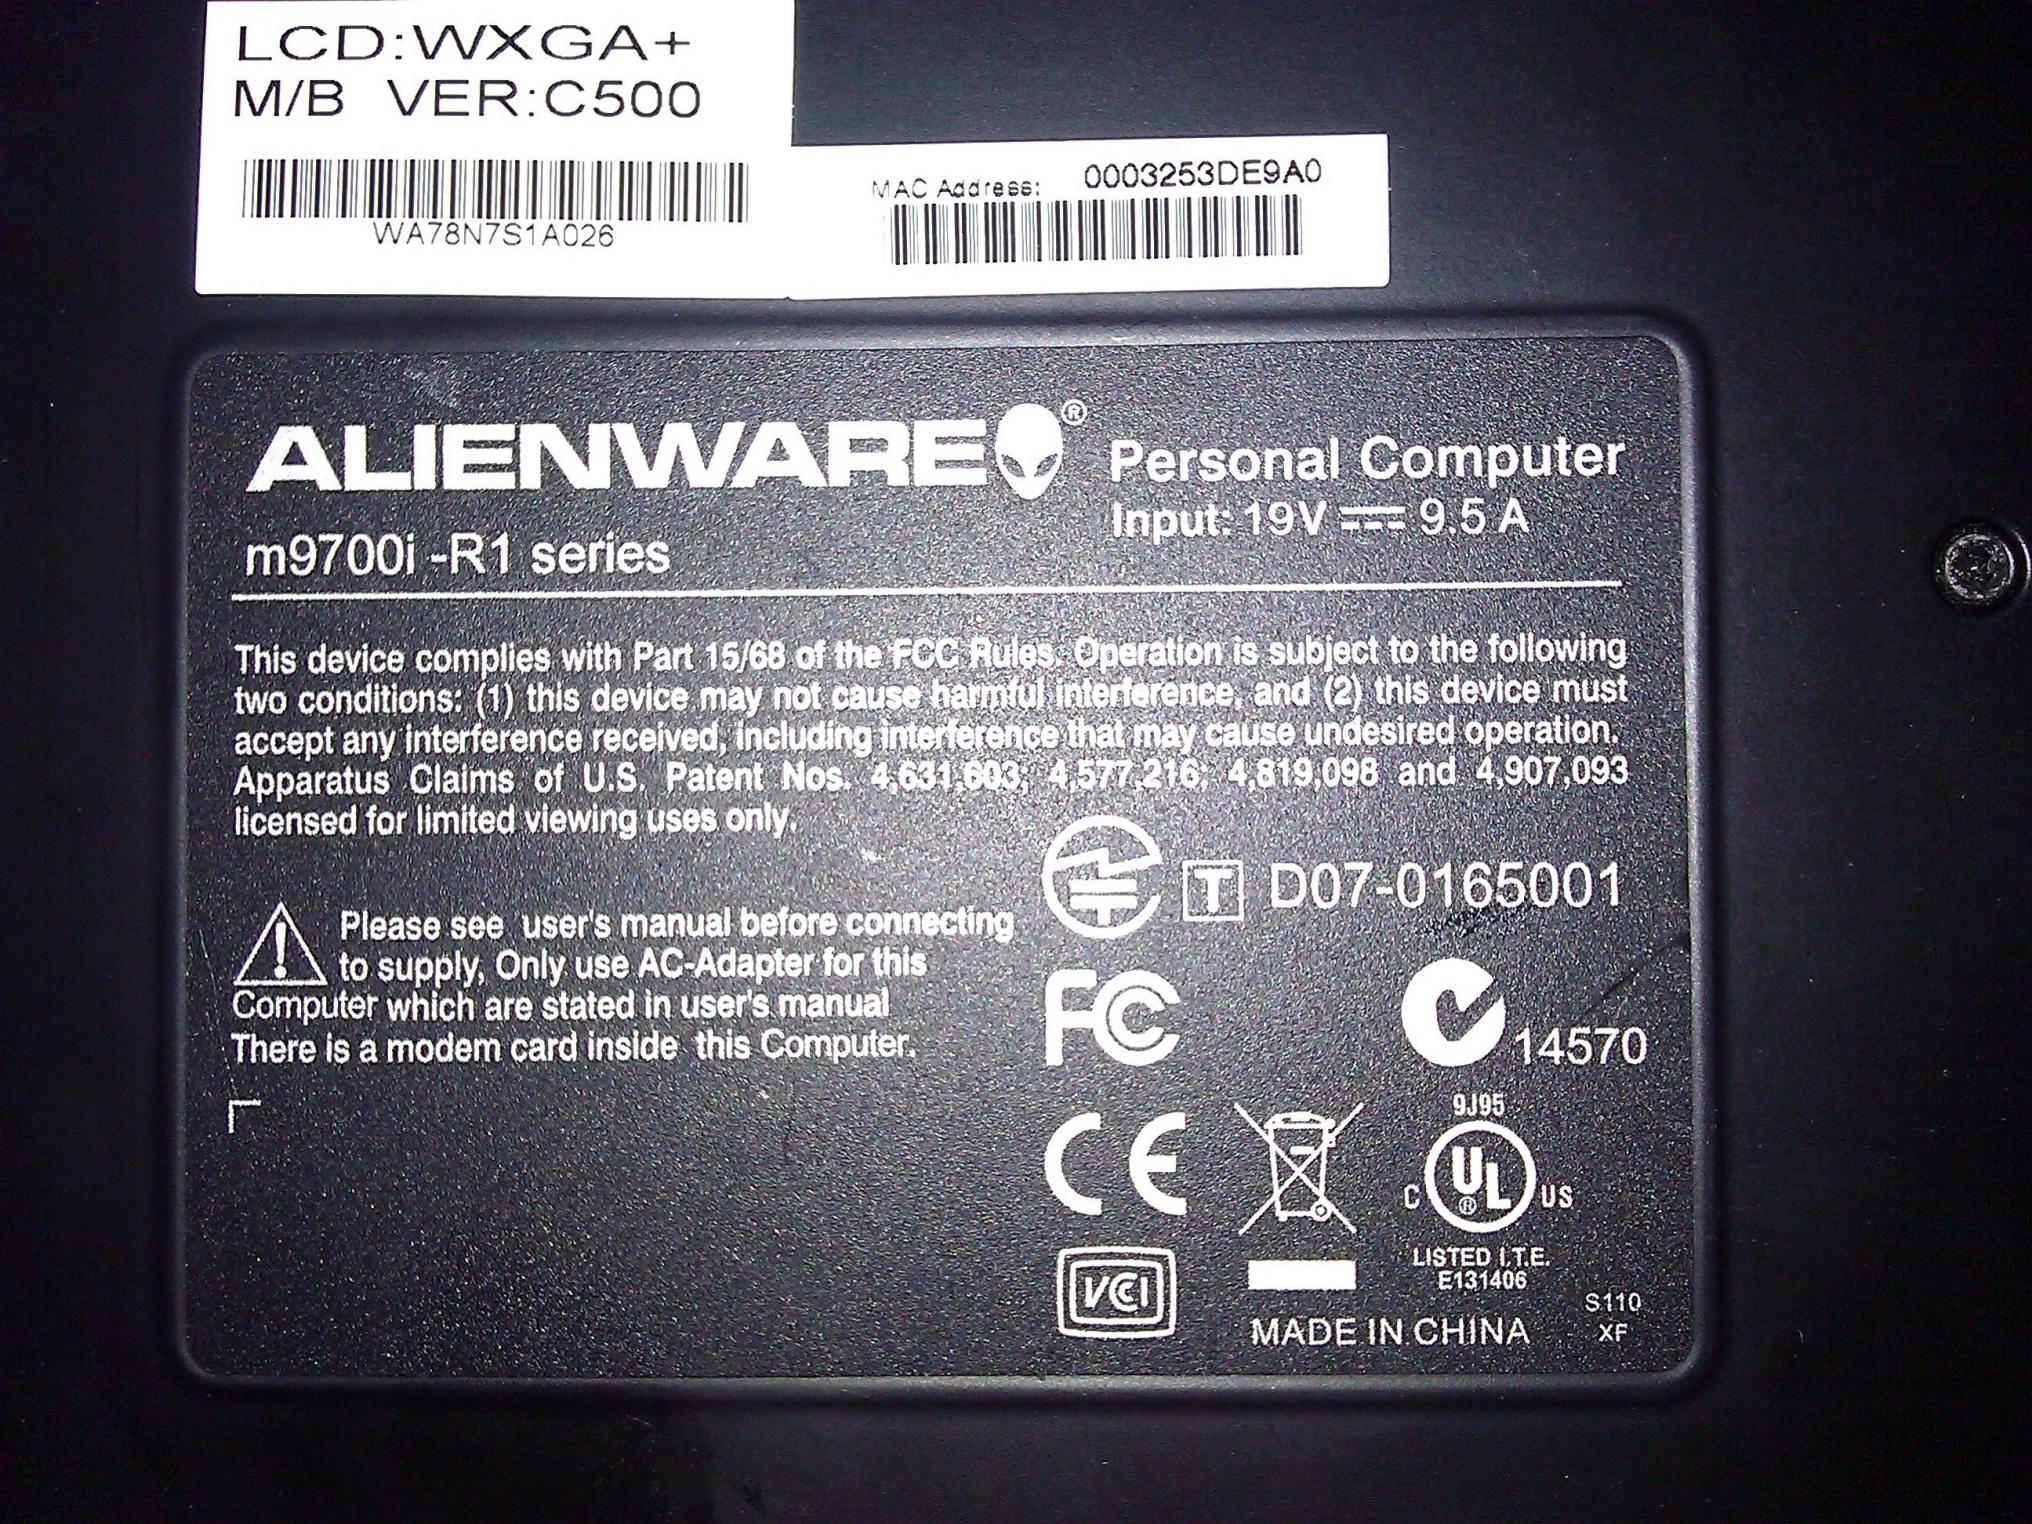 LCD:WXGA+
M/B VER:C500
WA78N7S1A026
MAC Address: 0003253DE9A0
ALIENWARE® Personal Computer
Input: 19V 9.5 A
m9700i -R1 series
This device complies with Part 15/68 of the FCC Rules. Operation is subject to the following
two conditions: (1) this device may not cause harmful interference, and (2) this device must
accept any interference received, including interference that may cause undesired operation.
Apparatus Claims of U.S. Patent Nos. 4,631,603; 4,577,216; 4,819,098 and 4,907,093
licensed for limited viewing uses only.
Please see user's manual before connecting
to supply, Only use AC-Adapter for this
Computer which are stated in user's manual
There is a modem card inside this Computer.
T D07-0165001
FC
14570
CE
9J95
C UL® US
LISTED I.T.E.
E131406
VCCI
MADE IN CHINA
S110
XF